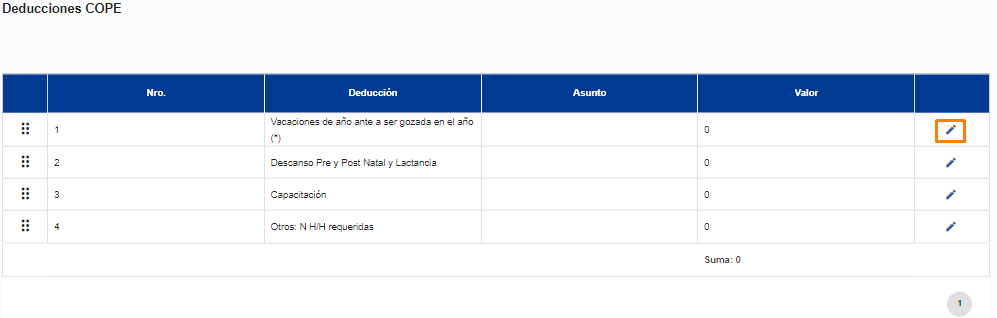 Deducciones COPE
Nro. Deducción Asunto Valor
1 Vacaciones de año ante a ser gozada en el año 0
(*)
2 Descanso Pre y Post Natal y Lactancia 0
3 Capacitación 0
4 Otros: N H/H requeridas 0
Suma: 0
1